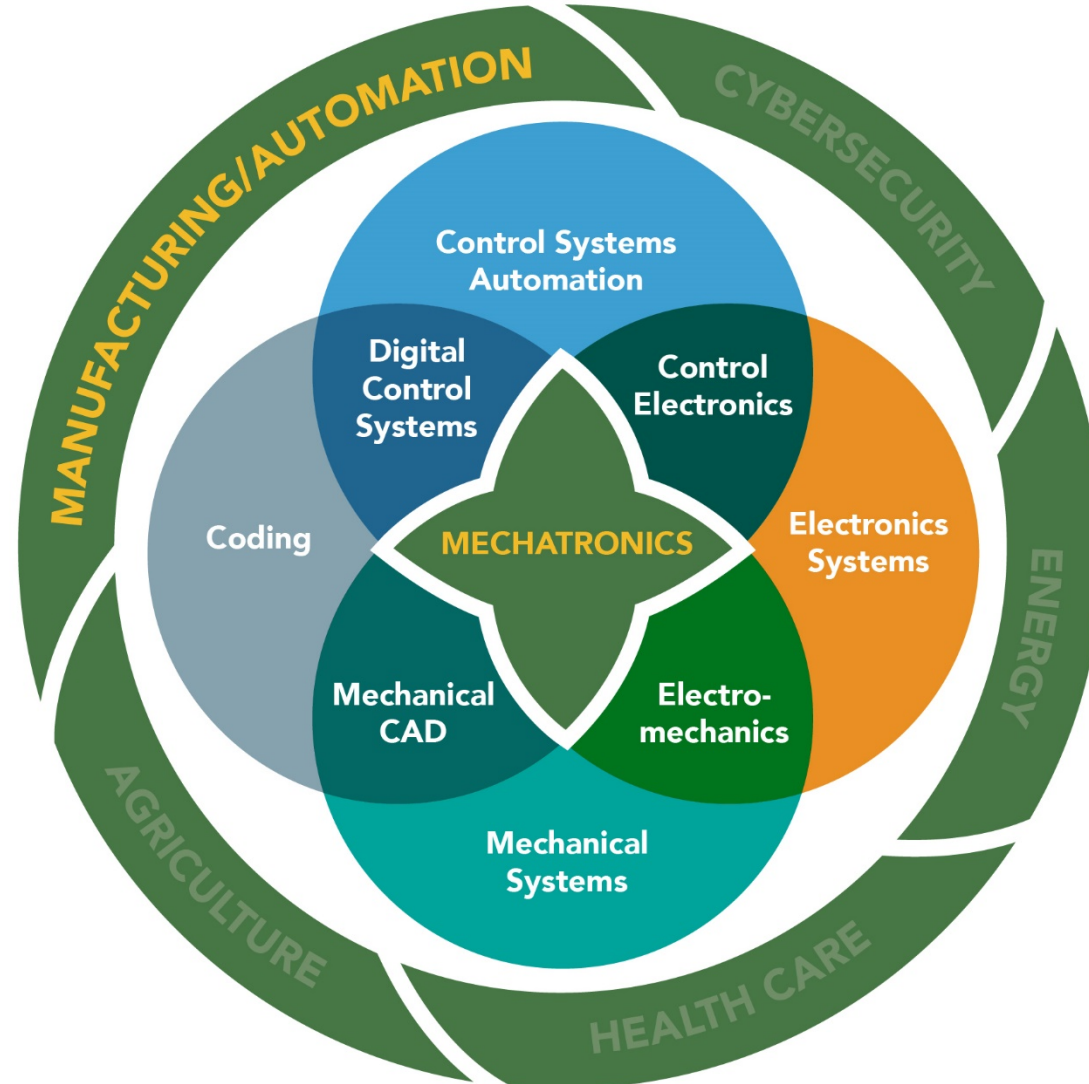 MANUFACTURING/AUTOMATION
CYBERSECURITY
Control Systems
Automation
Digital
Control
Systems
Control
Electronics
Coding
MECHATRONICS
Electronics
Systems
ENERGY
Mechanical
CAD
Electro-
mechanics
Mechanical
Systems
AGRICULTURE
HEALTH CARE